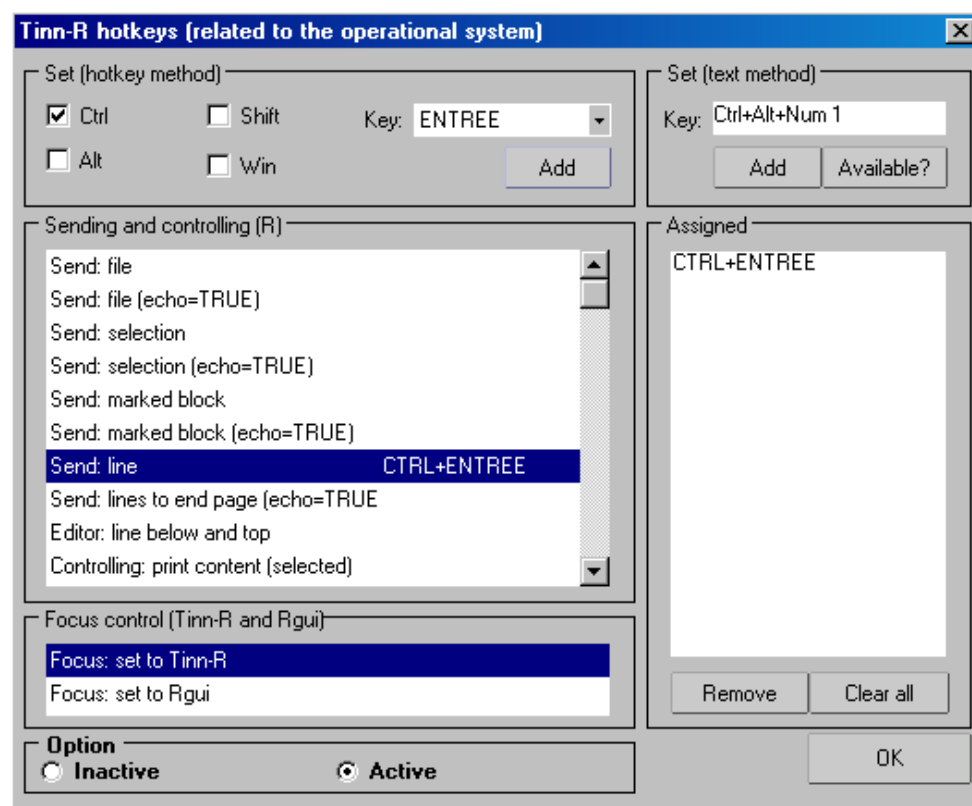 Tinn-R hotkeys (related to the operational system)
Set (hotkey method)
Ctrl
Shift
Key: ENTREE
Alt
Win
Add
Set (text method)
Key: Ctrl+Alt+Num 1
Add
Available?
Sending and controlling (R)
Send: file
Send: file (echo=TRUE)
Send: selection
Send: selection (echo=TRUE)
Send: marked block
Send: marked block (echo=TRUE)
Send: line CTRL+ENTREE
Send: lines to end page (echo=TRUE
Editor: line below and top
Controlling: print content (selected)
Assigned
CTRL+ENTREE
Focus control (Tinn-R and Rgui)
Focus: set to Tinn-R
Focus: set to Rgui
Remove
Clear all
Option
Inactive
Active
OK